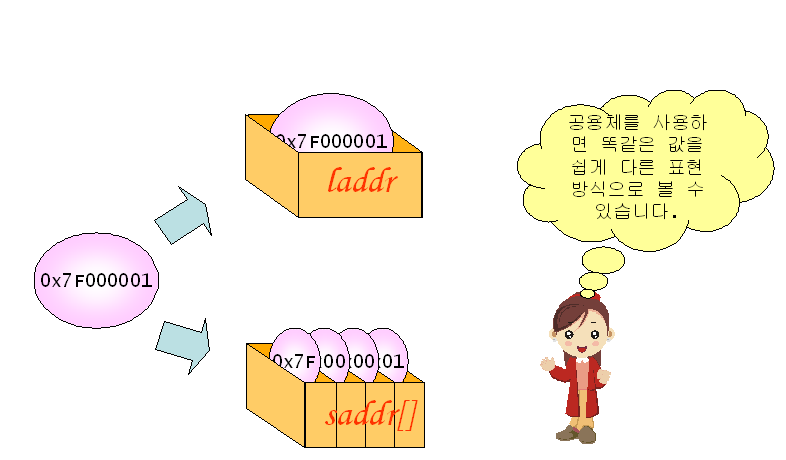 0x7F000001
laddr
0x7F000001
0x7F
00
00
01
saddr[]
공용체를 사용하
면 똑같은 값을
쉽게 다른 표현
방식으로 볼 수
있습니다.